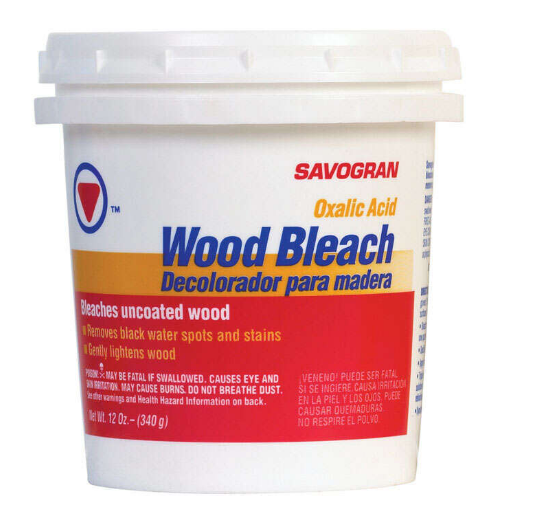 SAVOGRAN
Oxalic Acid
TM
Wood Bleach
Decolorador para madera
Bleaches uncoated wood
Removes black water spots and stains
Gently lightens wood
POISON: MAY BE FATAL IF SWALLOWED. CAUSES EYE AND
SKIN IRRITATION. MAY CAUSE BURNS. DO NOT BREATHE DUST.
See other warnings and Health Hazard Information on back.
Net Wt. 12 Oz.– (340 g)
¡VENENO! PUEDE SER FATAL
SI SE INGIERE CAUSA IRRITACION
EN LA PIEL Y LOS OJOS. PUEDE
CAUSAR QUEMADURAS.
NO RESPIRE EL POLVO.